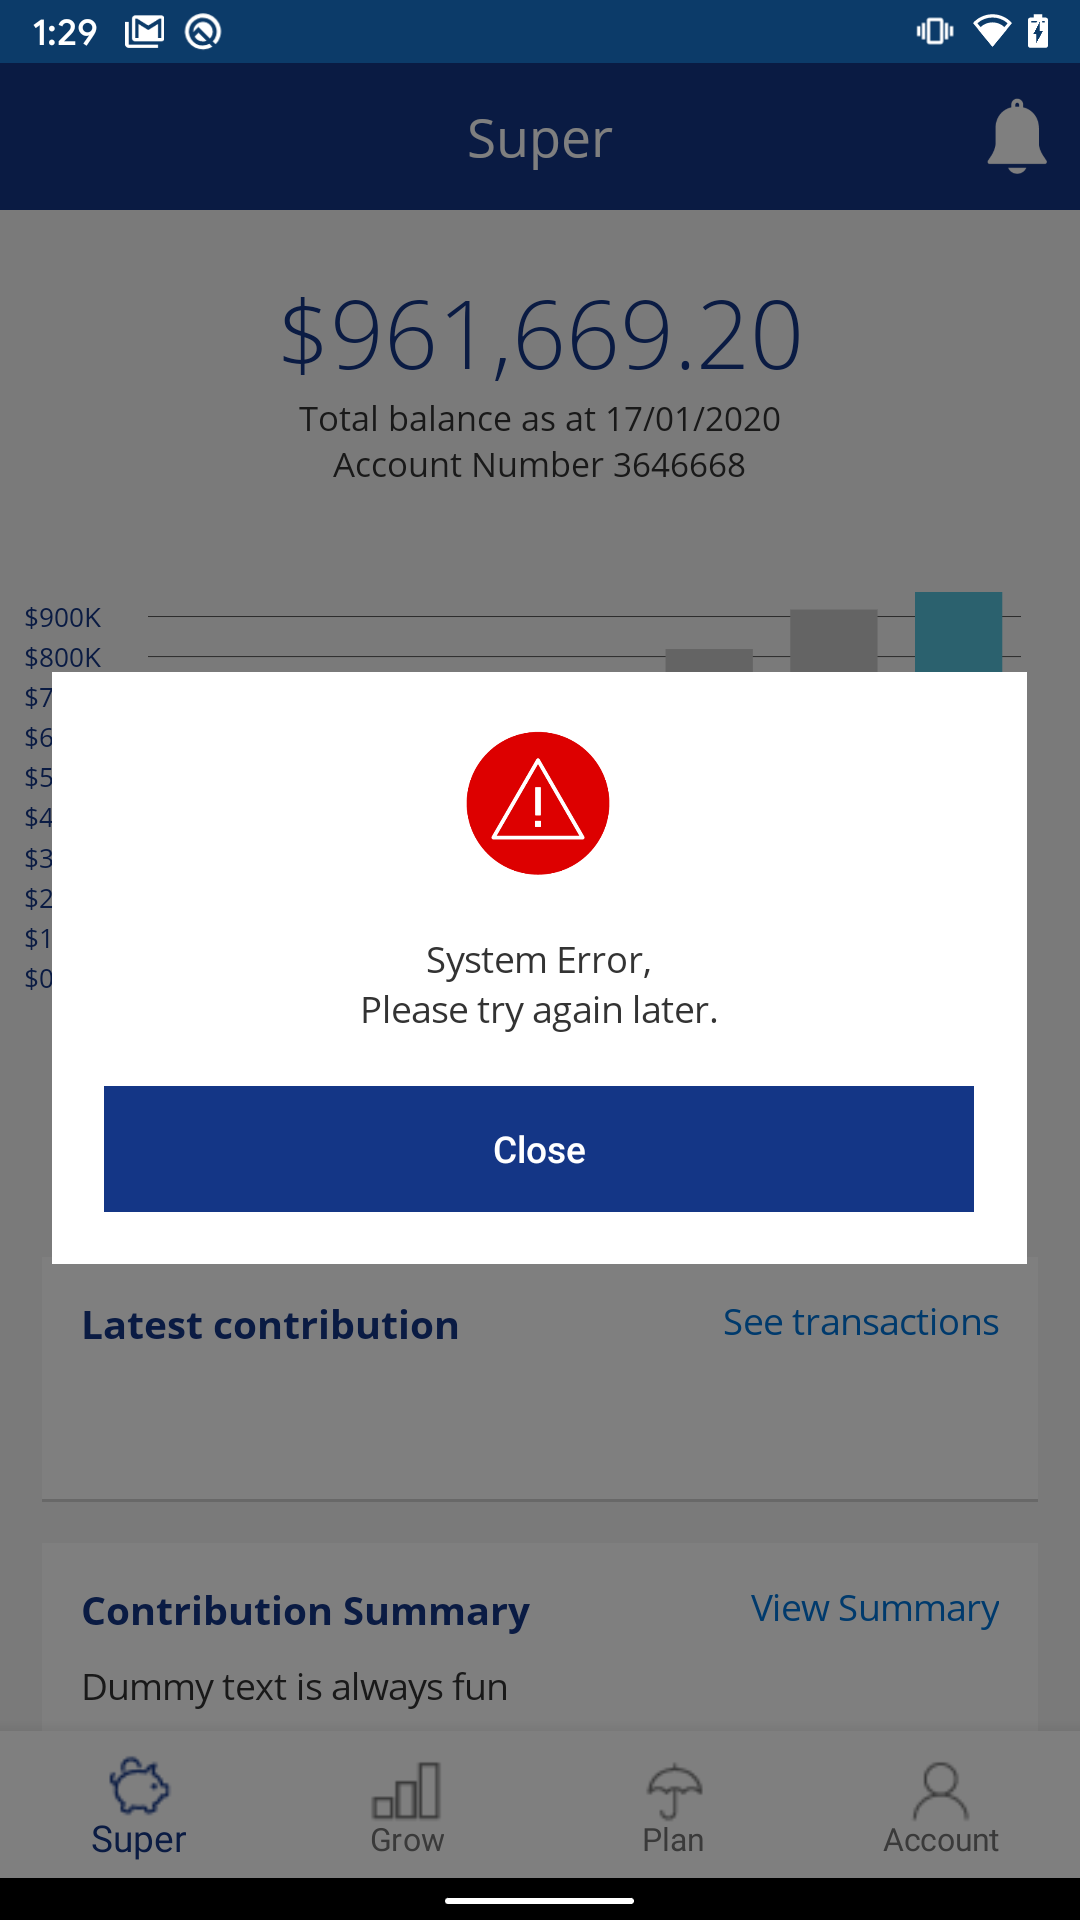 1:29
Super
$961,669.20
Total balance as at 17/01/2020
Account Number 3646668
$900K
$800K
$7
$6
$5
$4
$3
$2
$1
$0
!
System Error,
Please try again later.
Close
Latest contribution
See transactions
Contribution Summary
View Summary
Dummy text is always fun
Super
Grow
Plan
Account